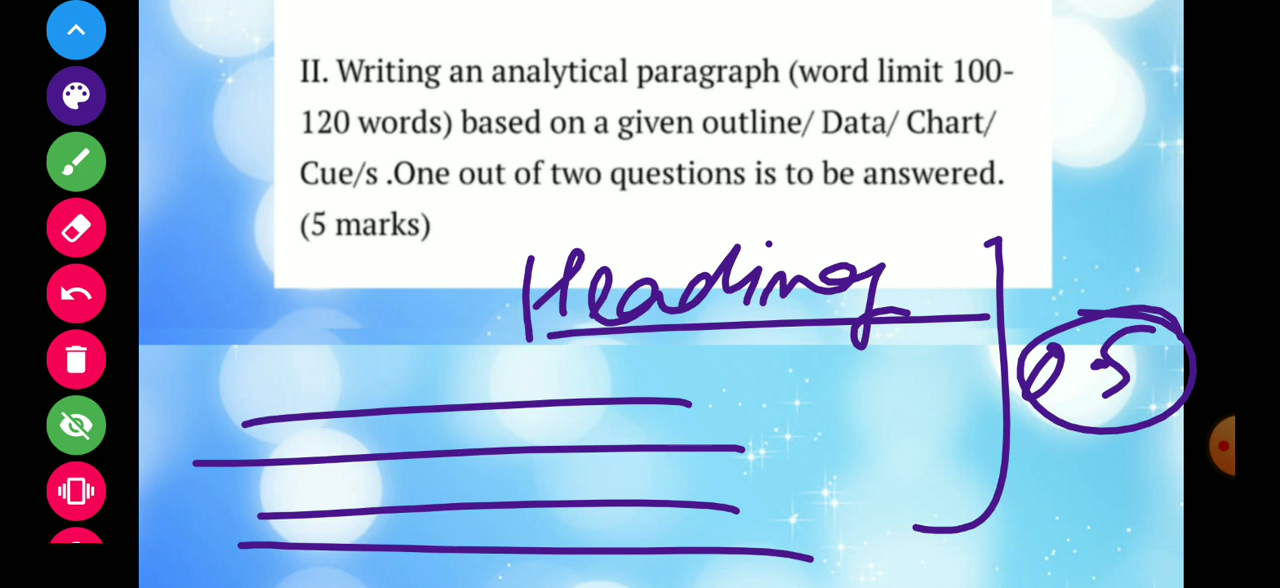 II. Writing an analytical paragraph (word limit 100-
120 words) based on a given outline/ Data/ Chart/
Cue/s .One out of two questions is to be answered.
(5 marks)
Heading
05